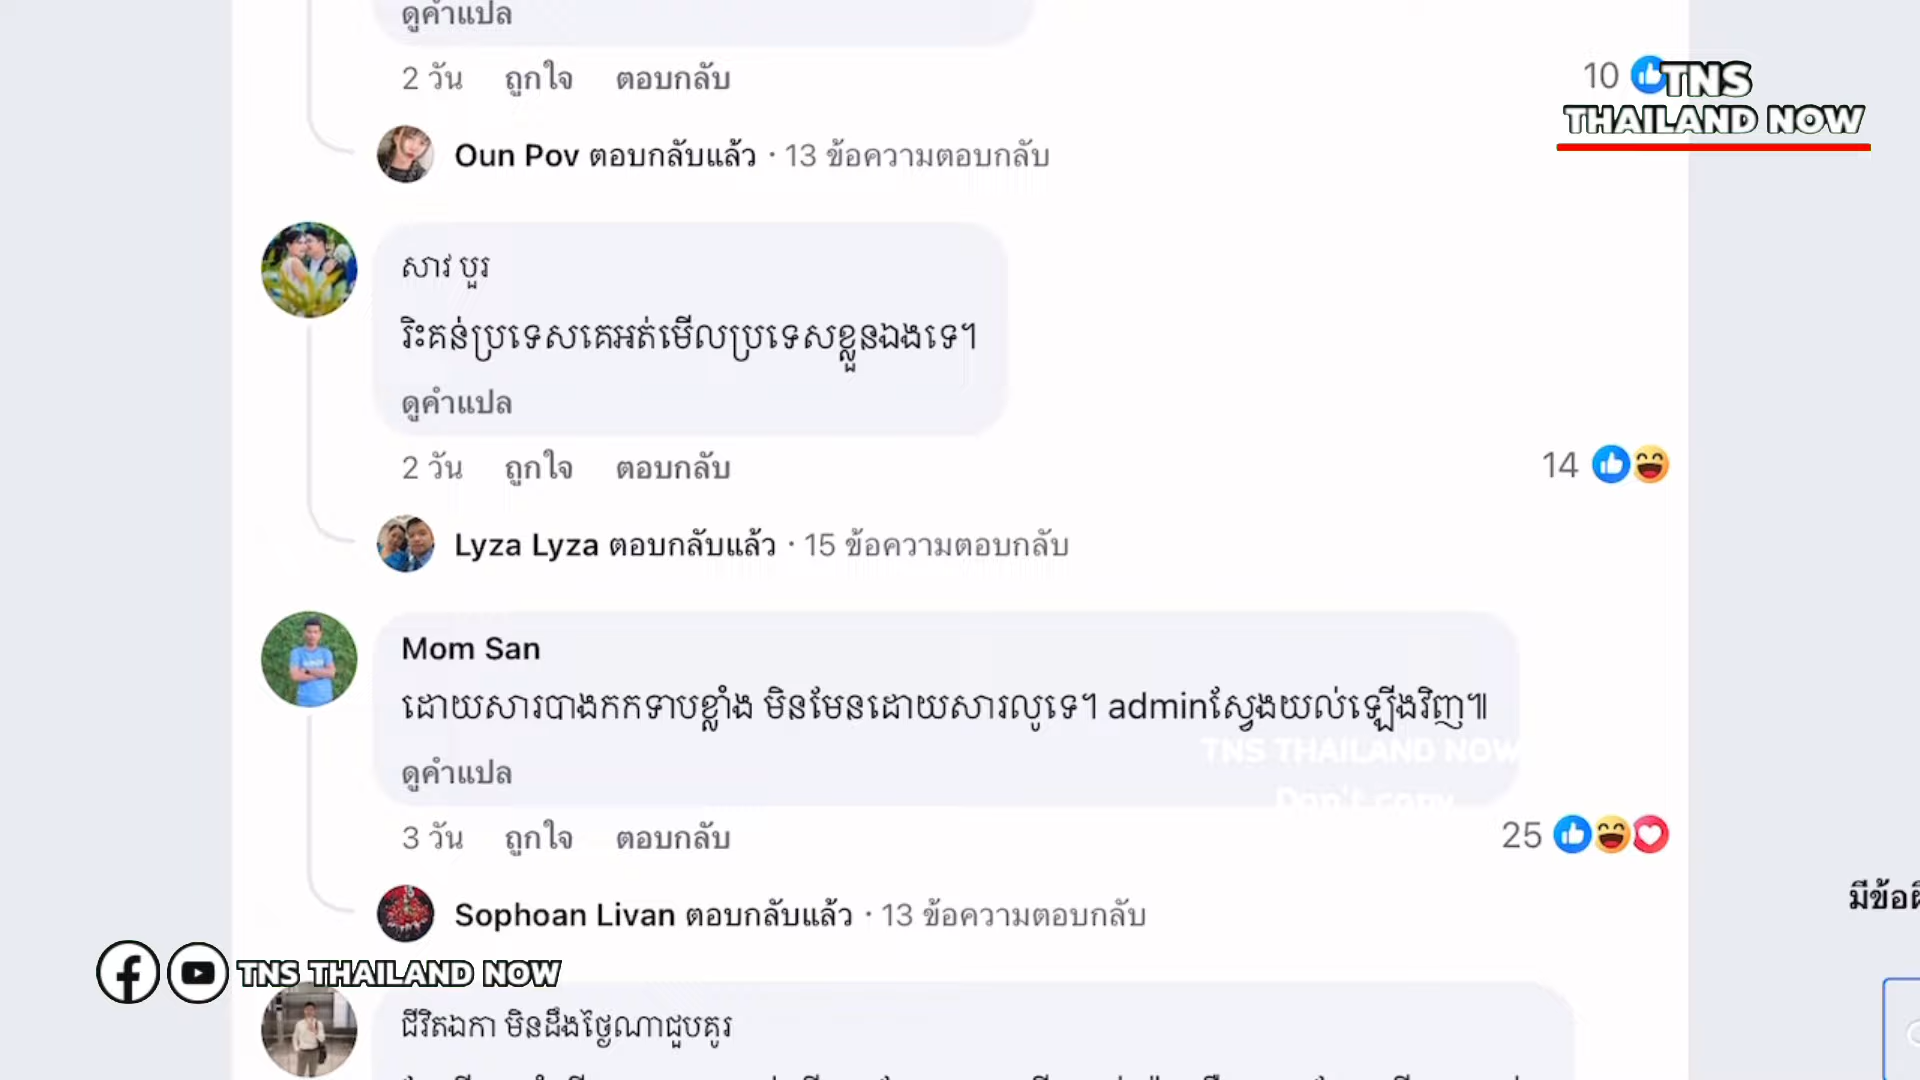 ดูคำแปล
2 วัน ถูกใจ ตอบกลับ
10
TNS
THAILAND NOW
Oun Pov ตอบกลับแล้ว · 13 ข้อความตอบกลับ
សាវ បួរ
រិះគន់ប្រទេសគេអត់មើលប្រទេសខ្លួនឯងទេៗ
ดูคำแปล
2 วัน ถูกใจ ตอบกลับ
14
Lyza Lyza ตอบกลับแล้ว · 15 ข้อความตอบกลับ
Mom San
ដោយសារបាងកកទាបខ្លាំង មិនមែនដោយសារលូទេៗ adminស្វែងយល់ឡើងវិញ៕
TNS THAILAND NOW
Don't copy
ดูคำแปล
3 วัน ถูกใจ ตอบกลับ
25
มีข้อ
Sophoan Livan ตอบกลับแล้ว · 13 ข้อความตอบกลับ
TNS THAILAND NOW
ជីវិតឯកា មិនដឹងថ្ងៃណាជួបគូរ